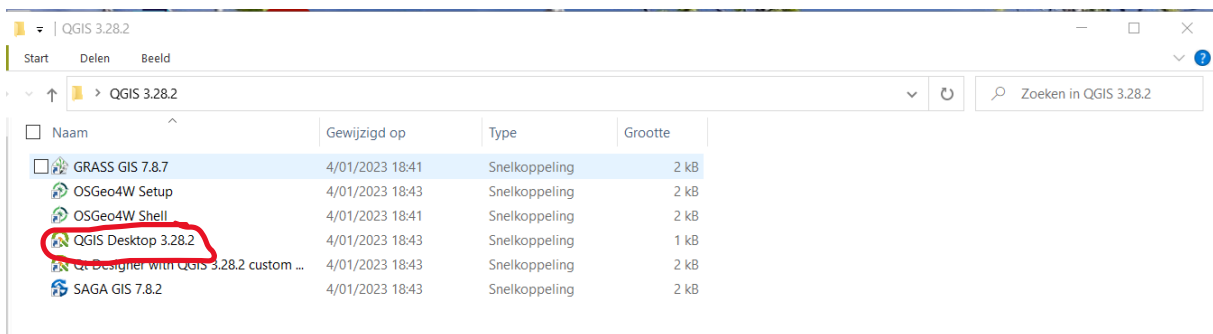 QGIS 3.28.2
Start Delen Beeld
QGIS 3.28.2 Zoeken in QGIS 3.28.2
Naam Gewijzigd op Type Grootte
GRASS GIS 7.8.7 4/01/2023 18:41 Snelkoppeling 2 kB
OSGeo4W Setup 4/01/2023 18:43 Snelkoppeling 2 kB
OSGeo4W Shell 4/01/2023 18:41 Snelkoppeling 2 kB
QGIS Desktop 3.28.2 4/01/2023 18:43 Snelkoppeling 1 kB
Qt Designer with QGIS 3.28.2 custom ... 4/01/2023 18:43 Snelkoppeling 2 kB
SAGA GIS 7.8.2 4/01/2023 18:43 Snelkoppeling 2 kB